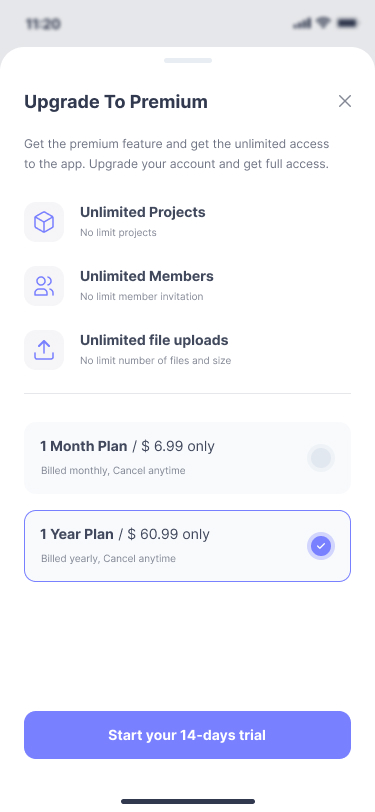 11:20
Upgrade To Premium
Get the premium feature and get the unlimited access
to the app. Upgrade your account and get full access.
Unlimited Projects
No limit projects
Unlimited Members
No limit member invitation
Unlimited file uploads
No limit number of files and size
1 Month Plan / $ 6.99 only
Billed monthly, Cancel anytime
1 Year Plan / $ 60.99 only
Billed yearly, Cancel anytime
Start your 14-days trial